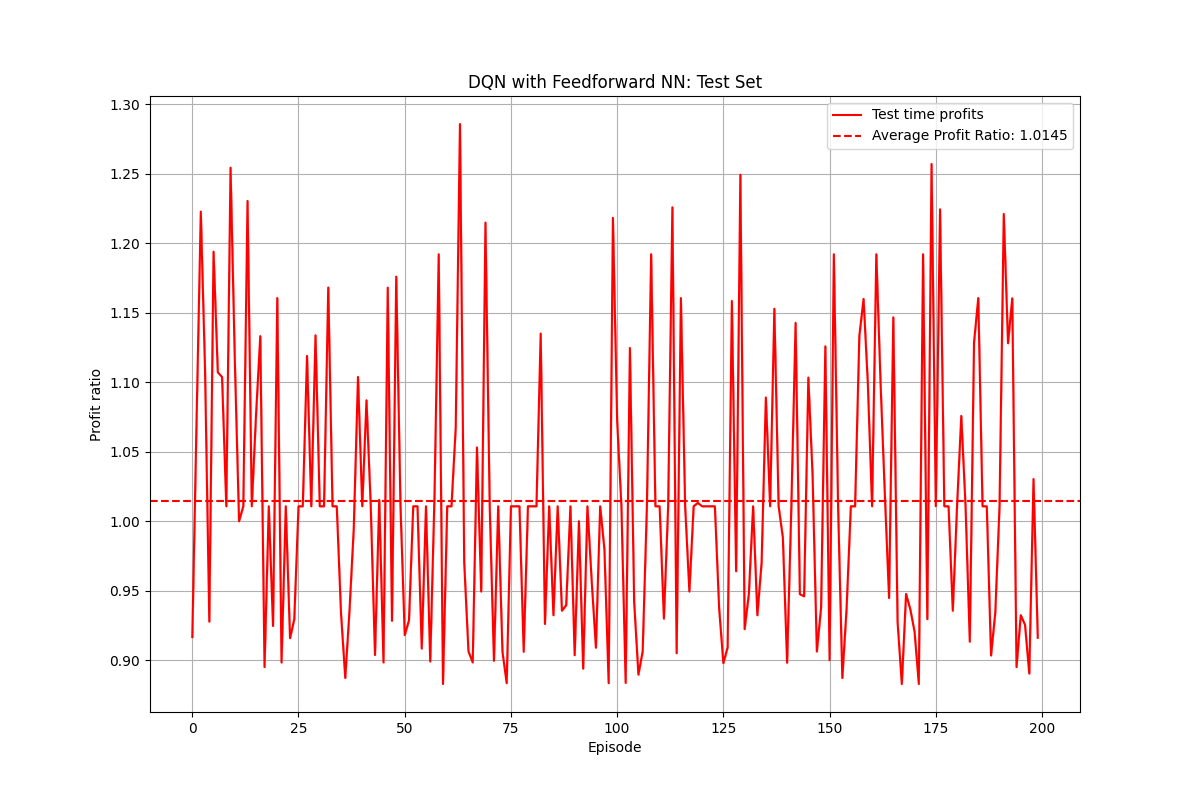 DQN with Feedforward NN: Test Set
Test time profits
Average Profit Ratio: 1.0145
1.30
1.25
1.20
1.15
1.10
1.05
1.00
0.95
0.90
Profit ratio
0 25 50 75 100 125 150 175 200
Episode